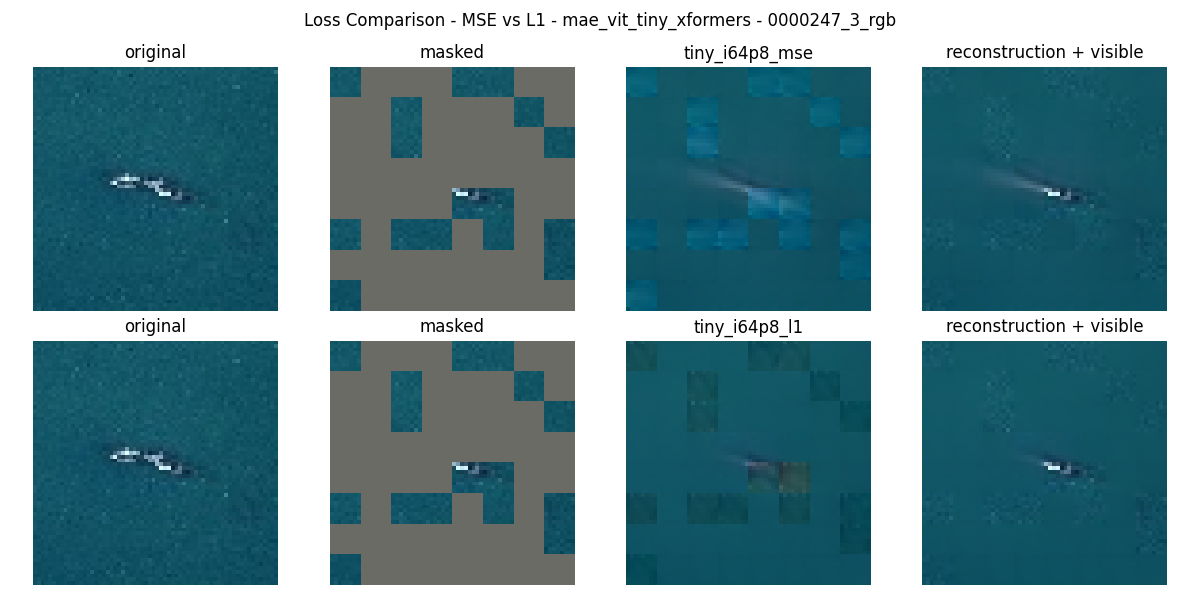 Loss Comparison - MSE vs L1 - mae_vit_tiny_xformers - 0000247_3_rgb
original masked tiny_i64p8_mse reconstruction + visible
original masked tiny_i64p8_l1 reconstruction + visible